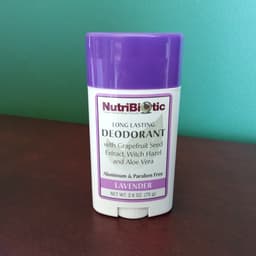 NutriBiotic
LONG LASTING
DEODORANT
with Grapefruit Seed
Extract, Witch Hazel
and Aloe Vera
Aluminum & Paraben Free
LAVENDER
NET WT. 2.6 OZ. (75 g)